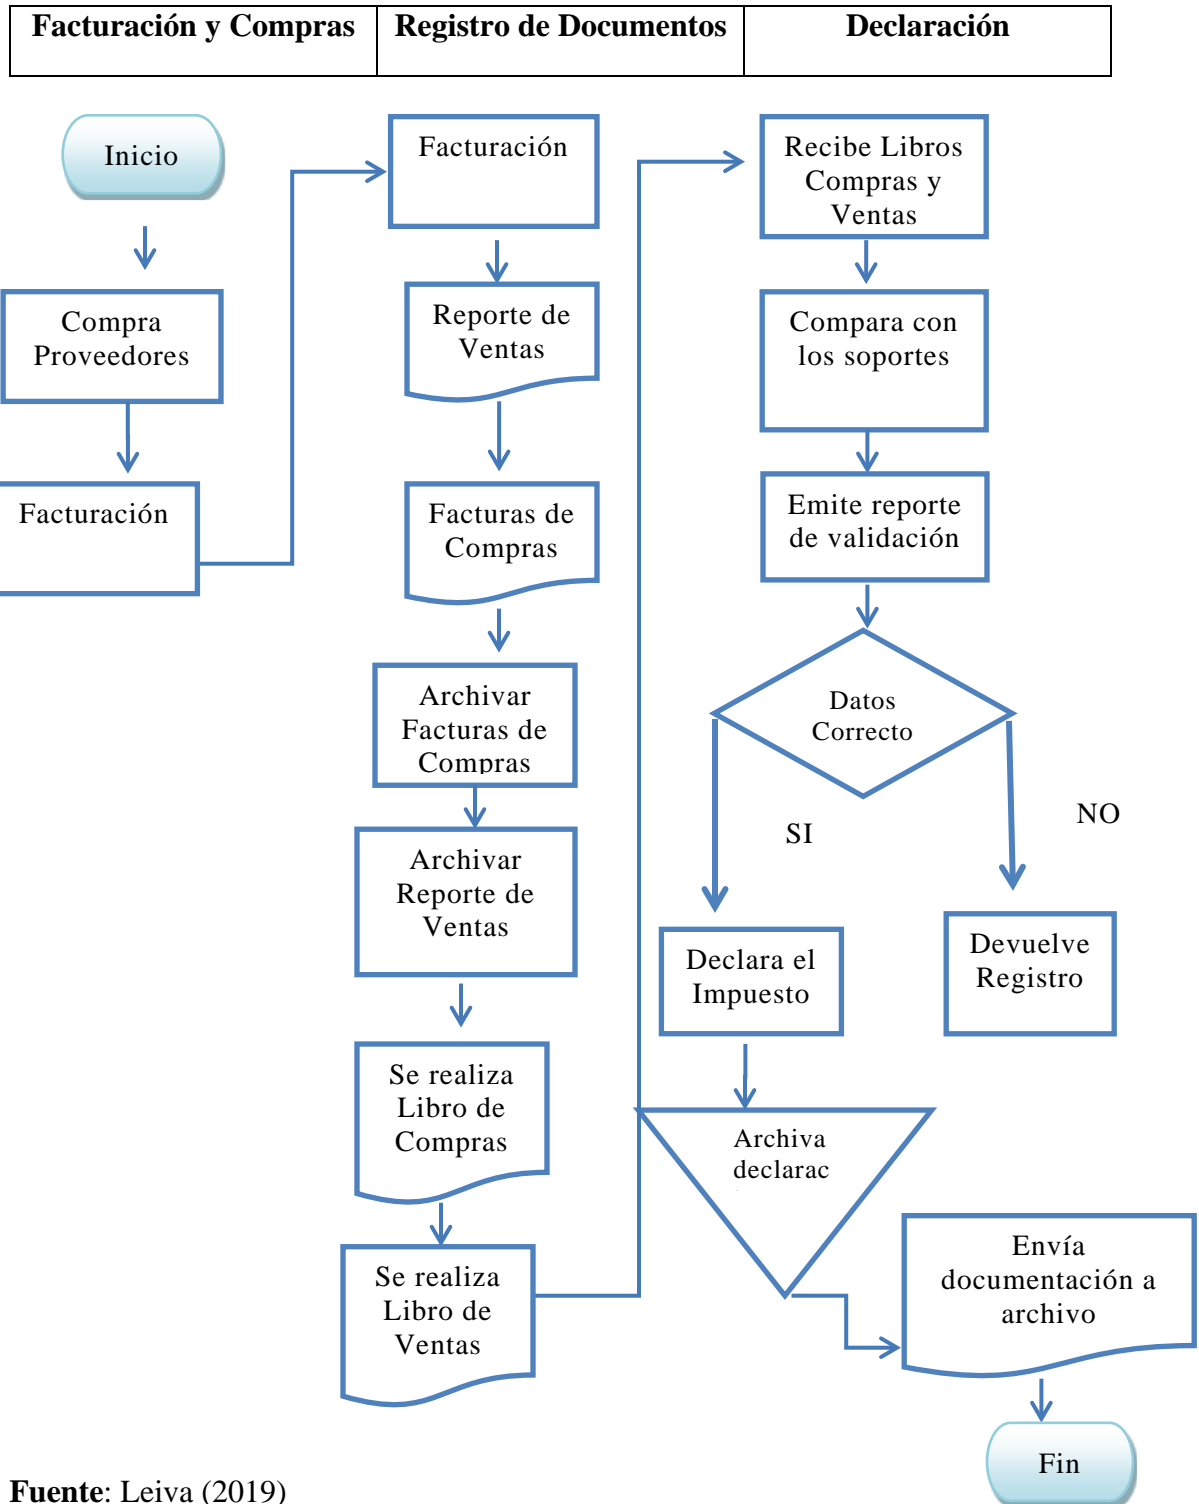 Facturación y Compras
Registro de Documentos
Declaración
Inicio
Compra
Proveedores
Facturación
Facturación
Reporte de
Ventas
Facturas de
Compras
Archivar
Facturas de
Compras
Archivar
Reporte de
Ventas
Se realiza
Libro de
Compras
Se realiza
Libro de
Ventas
Recibe Libros
Compras y
Ventas
Compara con
los soportes
Emite reporte
de validación
Datos
Correcto
SI
NO
Declara el
Impuesto
Devuelve
Registro
Archiva
declarac
Envía
documentación a
archivo
Fin
Fuente: Leiva (2019)